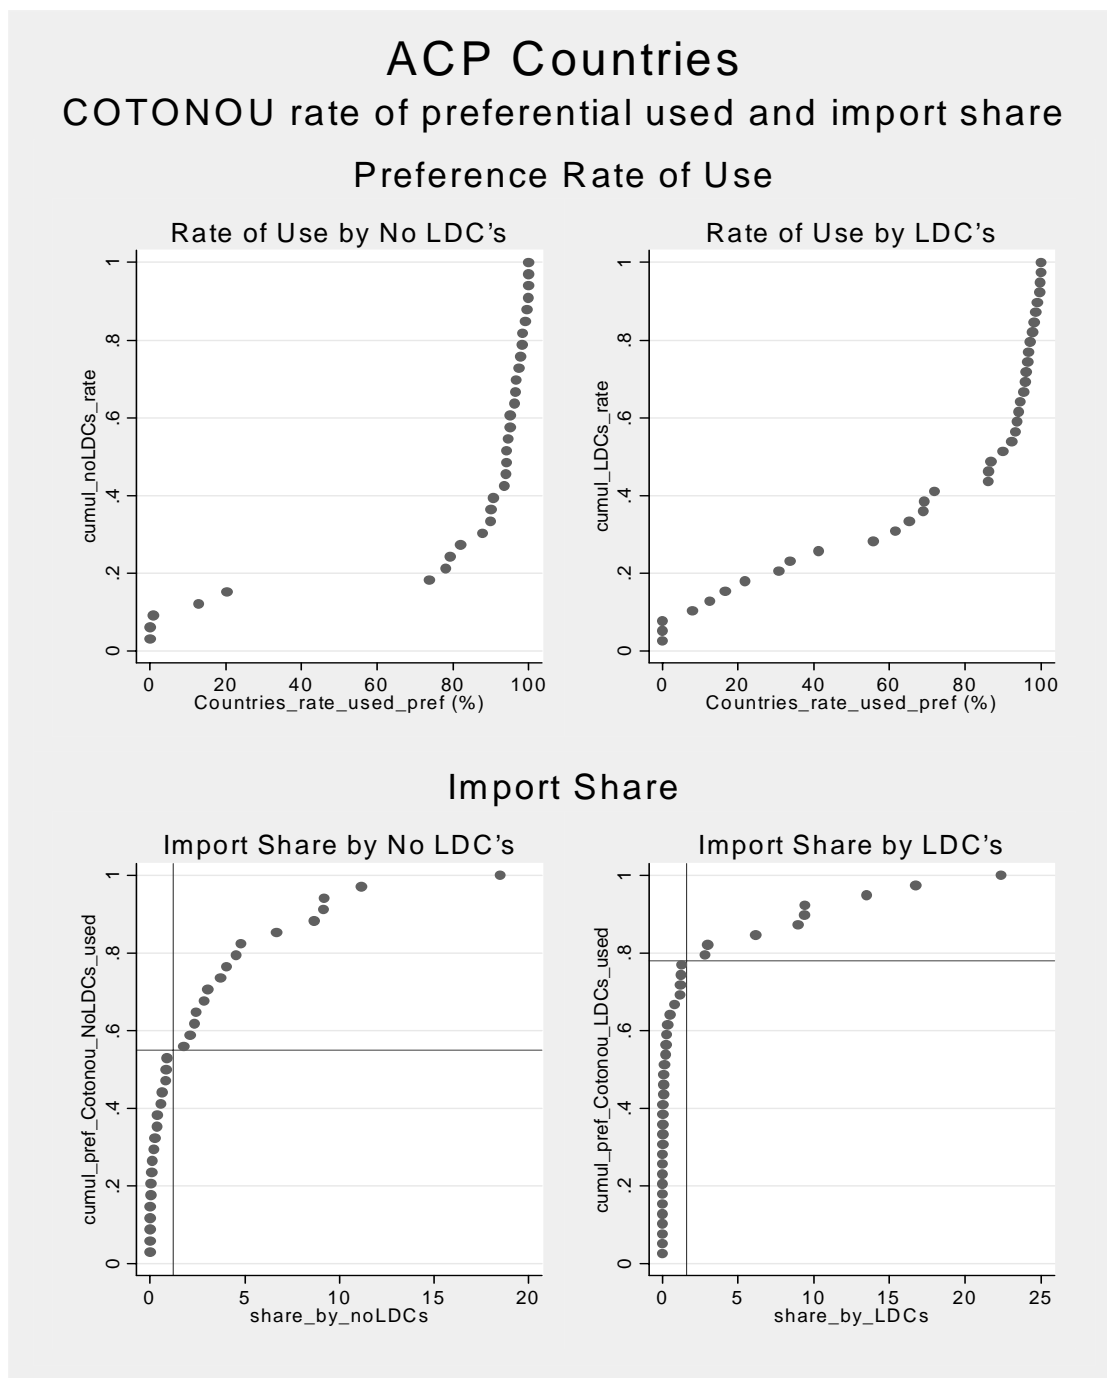 ACP Countries
COTONOU rate of preferential used and import share
Preference Rate of Use
Rate of Use by No LDC’s
cumul_noLDCs_rate
1
.8
.6
.4
.2
0
0 20 40 60 80 100
Countries_rate_used_pref (%)
Rate of Use by LDC’s
cumul_LDCs_rate
1
.8
.6
.4
.2
0
0 20 40 60 80 100
Countries_rate_used_pref (%)
Import Share
Import Share by No LDC’s
cumul_pref_Cotonou_NoLDCs_used
1
.8
.6
.4
.2
0
0 5 10 15 20
share_by_noLDCs
Import Share by LDC’s
cumul_pref_Cotonou_LDCs_used
1
.8
.6
.4
.2
0
0 5 10 15 20 25
share_by_LDCs